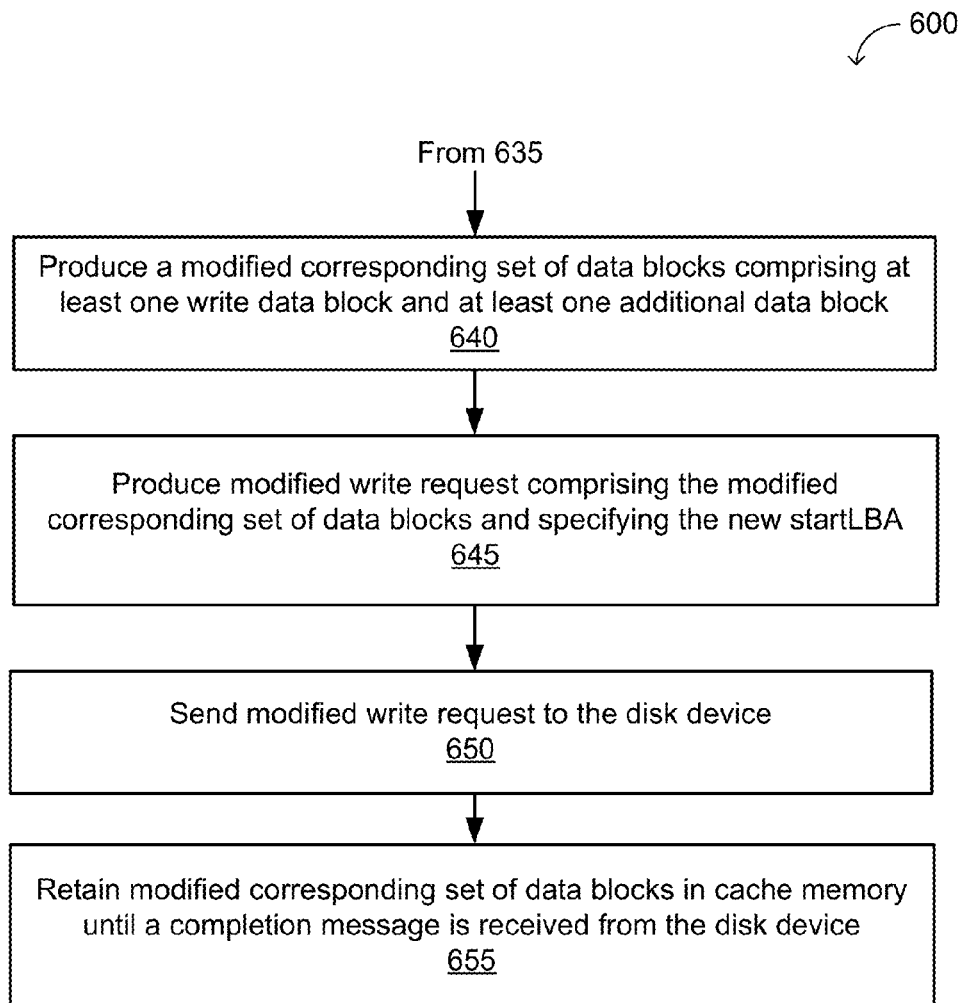 600
From 635
Produce a modified corresponding set of data blocks comprising at
least one write data block and at least one additional data block
640
Produce modified write request comprising the modified
corresponding set of data blocks and specifying the new startLBA
645
Send modified write request to the disk device
650
Retain modified corresponding set of data blocks in cache memory
until a completion message is received from the disk device
655